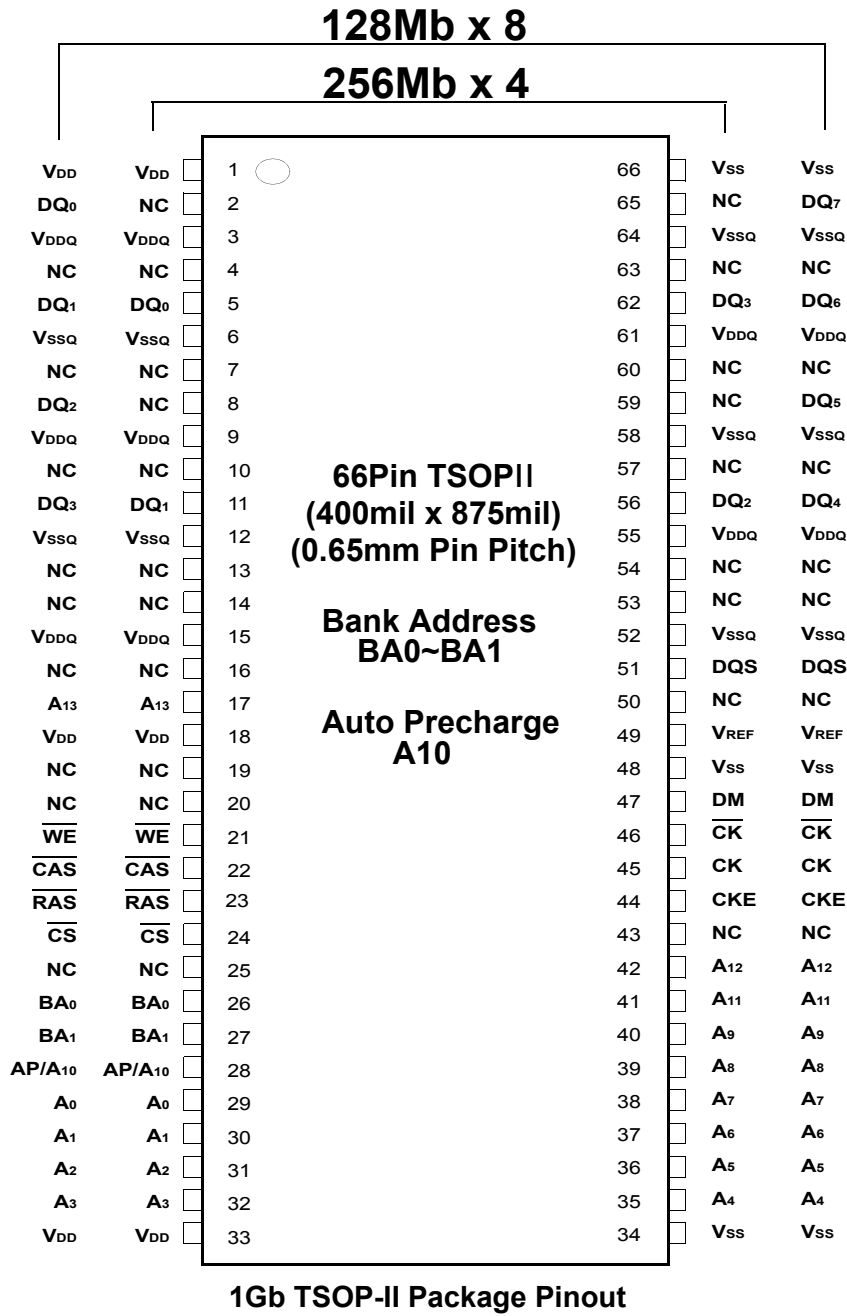 128Mb x 8
256Mb x 4
VDD VDD 1 66 VSS VSS
DQ0 NC 2 65 NC DQ7
VDDQ VDDQ 3 64 VSSQ VSSQ
NC NC 4 63 NC NC
DQ1 DQ0 5 62 DQ3 DQ6
VSSQ VSSQ 6 61 VDDQ VDDQ
NC NC 7 60 NC NC
DQ2 NC 8 59 NC DQ5
VDDQ VDDQ 9 58 VSSQ VSSQ
NC NC 10 57 NC NC
DQ3 DQ1 11 56 DQ2 DQ4
VSSQ VSSQ 12 55 VDDQ VDDQ
NC NC 13 54 NC NC
NC NC 14 53 NC NC
VDDQ VDDQ 15 52 VSSQ VSSQ
NC NC 16 51 DQS DQS
A13 A13 17 50 NC NC
VDD VDD 18 49 VREF VREF
NC NC 19 48 VSS VSS
NC NC 20 47 DM DM
W̅E̅ W̅E̅ 21 46 C̅K̅ C̅K̅
C̅A̅S̅ C̅A̅S̅ 22 45 CK CK
R̅A̅S̅ R̅A̅S̅ 23 44 CKE CKE
C̅S̅ C̅S̅ 24 43 NC NC
NC NC 25 42 A12 A12
BA0 BA0 26 41 A11 A11
BA1 BA1 27 40 A9 A9
AP/A10 AP/A10 28 39 A8 A8
A0 A0 29 38 A7 A7
A1 A1 30 37 A6 A6
A2 A2 31 36 A5 A5
A3 A3 32 35 A4 A4
VDD VDD 33 34 VSS VSS
66Pin TSOPII
(400mil x 875mil)
(0.65mm Pin Pitch)
Bank Address
BA0~BA1
Auto Precharge
A10
1Gb TSOP-II Package Pinout